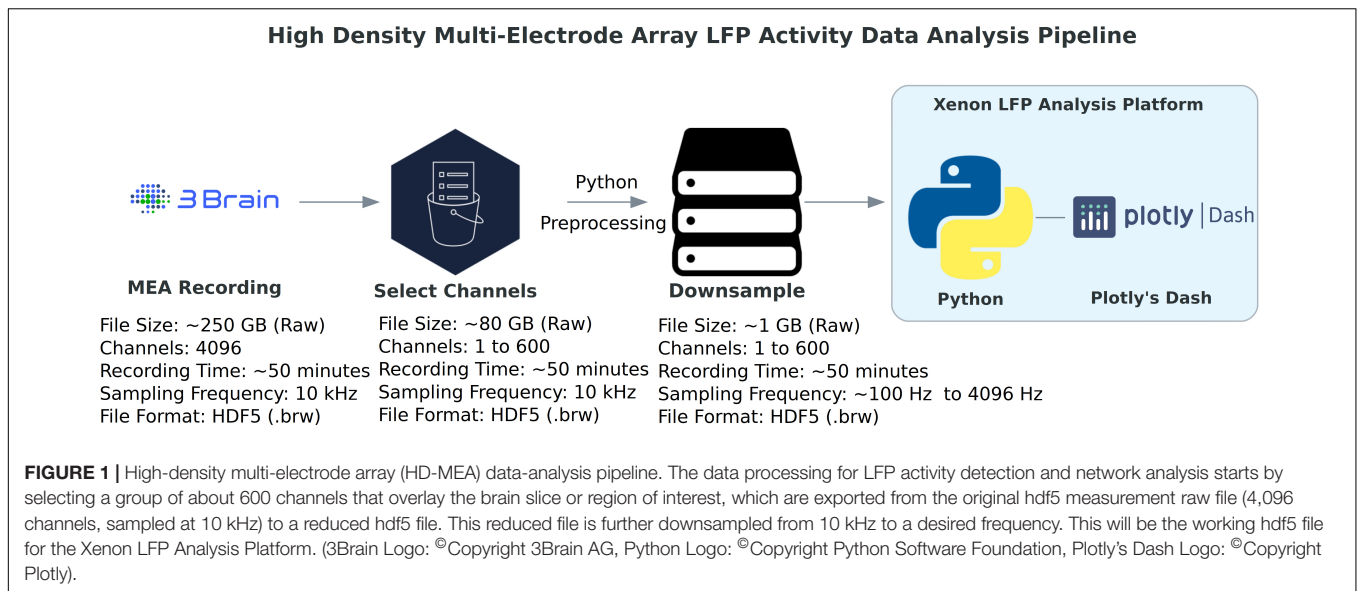 High Density Multi-Electrode Array LFP Activity Data Analysis Pipeline
Xenon LFP Analysis Platform
3Brain
Python
Preprocessing
plotly | Dash
MEA Recording
File Size: ~250 GB (Raw)
Channels: 4096
Recording Time: ~50 minutes
Sampling Frequency: 10 kHz
File Format: HDF5 (.brw)
Select Channels
File Size: ~80 GB (Raw)
Channels: 1 to 600
Recording Time: ~50 minutes
Sampling Frequency: 10 kHz
File Format: HDF5 (.brw)
Downsample
File Size: ~1 GB (Raw)
Channels: 1 to 600
Recording Time: ~50 minutes
Sampling Frequency: ~100 Hz  to 4096 Hz
File Format: HDF5 (.brw)
Python
Plotly's Dash
FIGURE 1 | High-density multi-electrode array (HD-MEA) data-analysis pipeline. The data processing for LFP activity detection and network analysis starts by
selecting a group of about 600 channels that overlay the brain slice or region of interest, which are exported from the original hdf5 measurement raw file (4,096
channels, sampled at 10 kHz) to a reduced hdf5 file. This reduced file is further downsampled from 10 kHz to a desired frequency. This will be the working hdf5 file
for the Xenon LFP Analysis Platform. (3Brain Logo: ©Copyright 3Brain AG, Python Logo: ©Copyright Python Software Foundation, Plotly's Dash Logo: ©Copyright
Plotly).